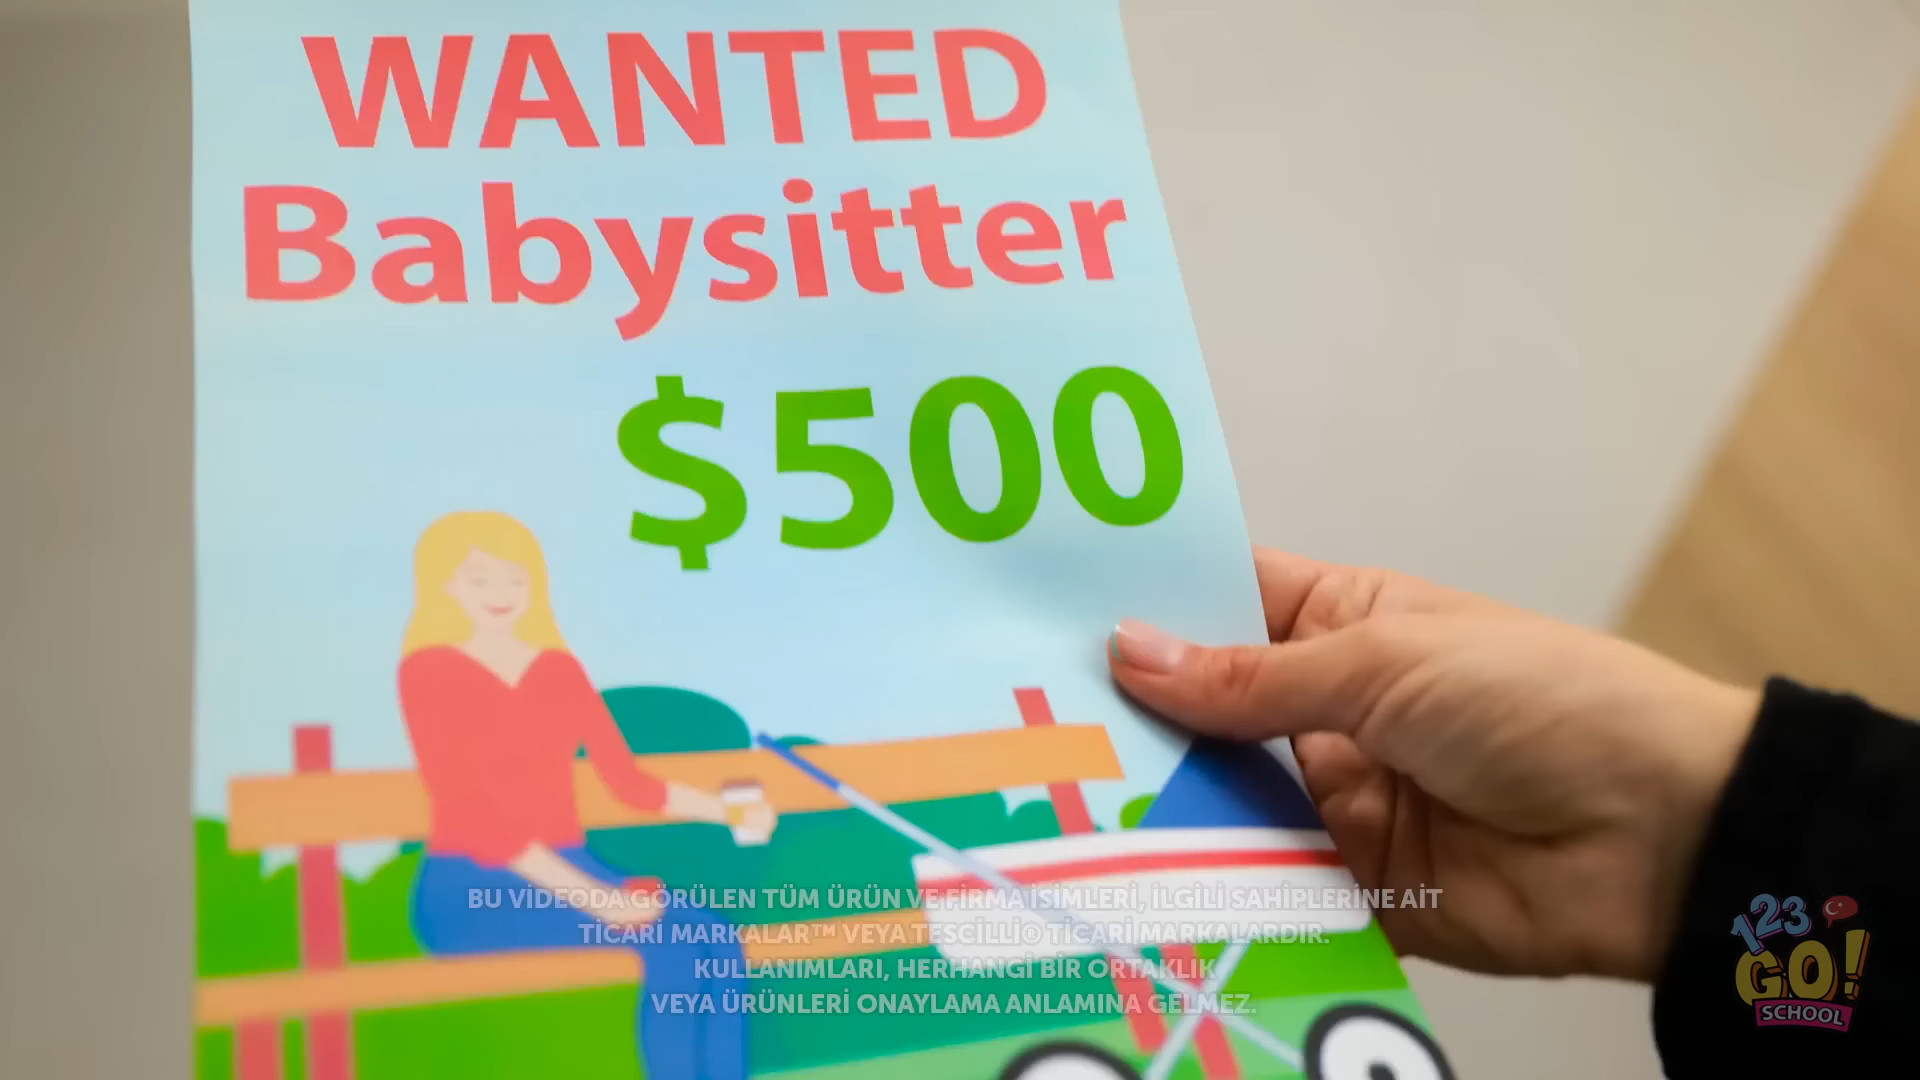 WANTED
Babysitter
$500
BU VİDEODA GÖRÜLEN TÜM ÜRÜN VE FİRMA İSİMLERİ, İLGİLİ SAHİPLERİNE AİT
TİCARİ MARKALAR™ VEYA TESCİLLİ® TİCARİ MARKALARDIR.
KULLANIMLARI, HERHANGİ BİR ORTAKLIK
VEYA ÜRÜNLERİ ONAYLAMA ANLAMINA GELMEZ.
123
GO!
SCHOOL